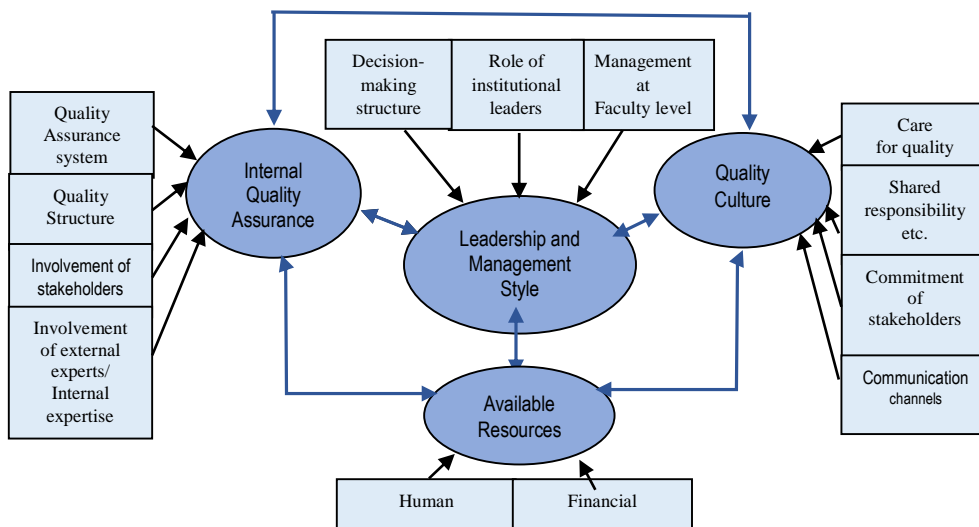 Decision-
making
structure
Role of
institutional
leaders
Management
at
Faculty level
Quality
Assurance
system
Quality
Structure
Involvement of
stakeholders
Involvement
of external
experts/
Internal
expertise
Internal
Quality
Assurance
Leadership and
Management
Style
Quality
Culture
Care
for quality
Shared
responsibility
etc.
Commitment
of
stakeholders
Communication
channels
Available
Resources
Human
Financial